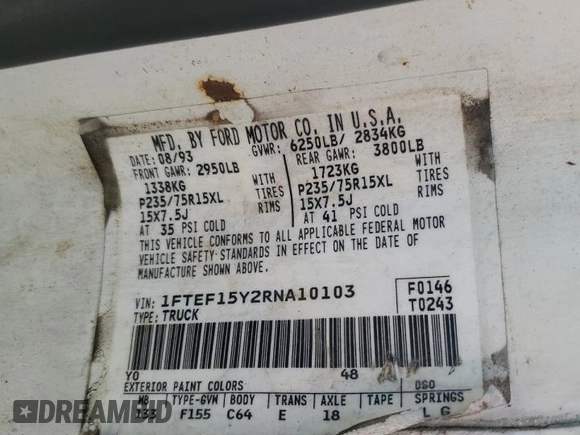 MFD. BY FORD MOTOR CO. IN U.S.A.
DATE: 08/93 GVWR: 6250LB/ 2834KG
FRONT GAWR: 2950LB REAR GAWR: 3800LB
1338KG WITH 1723KG WITH
P235/75R15XL TIRES P235/75R15XL TIRES
15X7.5J RIMS 15X7.5J RIMS
AT 35 PSI COLD AT 41 PSI COLD
THIS VEHICLE CONFORMS TO ALL APPLICABLE FEDERAL MOTOR
VEHICLE SAFETY STANDARDS IN EFFECT ON THE DATE OF
MANUFACTURE SHOWN ABOVE.
VIN: 1FTEF15Y2RNA10103 F0146
TYPE: TRUCK T0243
YO 48
EXTERIOR PAINT COLORS DSO
WB TYPE-GVM BODY TRANS AXLE TAPE SPRINGS
133 F155 C64 E 18 L G
DREAMBID